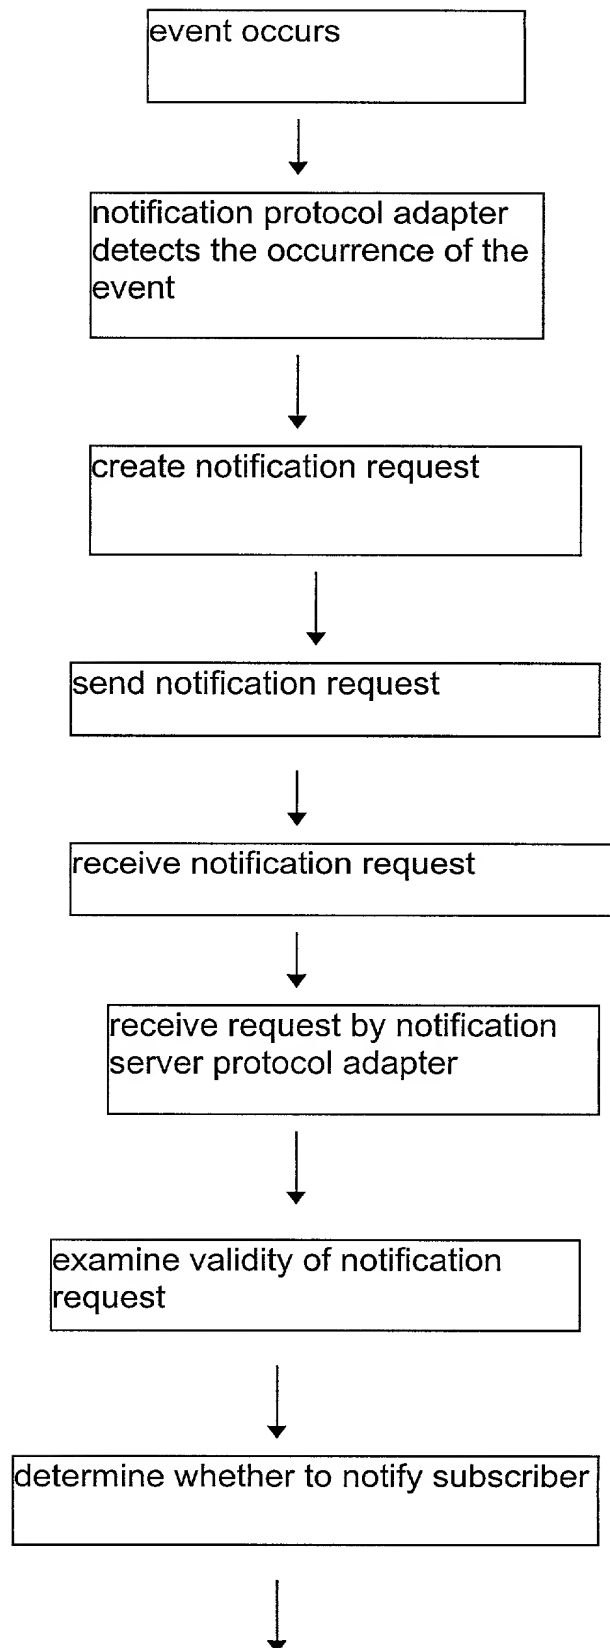 event occurs
notification protocol adapter
detects the occurrence of the
event
create notification request
send notification request
receive notification request
receive request by notification
server protocol adapter
examine validity of notification
request
determine whether to notify subscriber